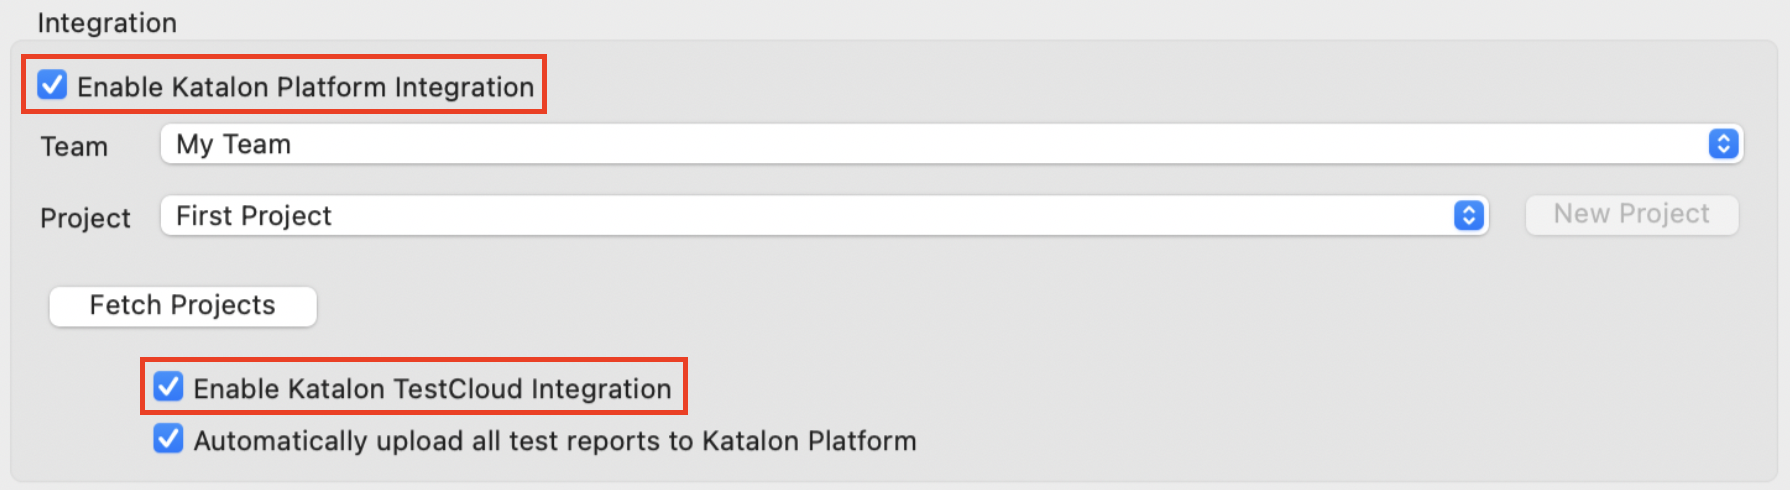 Integration
Enable Katalon Platform Integration
Team My Team
Project First Project New Project
Fetch Projects
Enable Katalon TestCloud Integration
Automatically upload all test reports to Katalon Platform